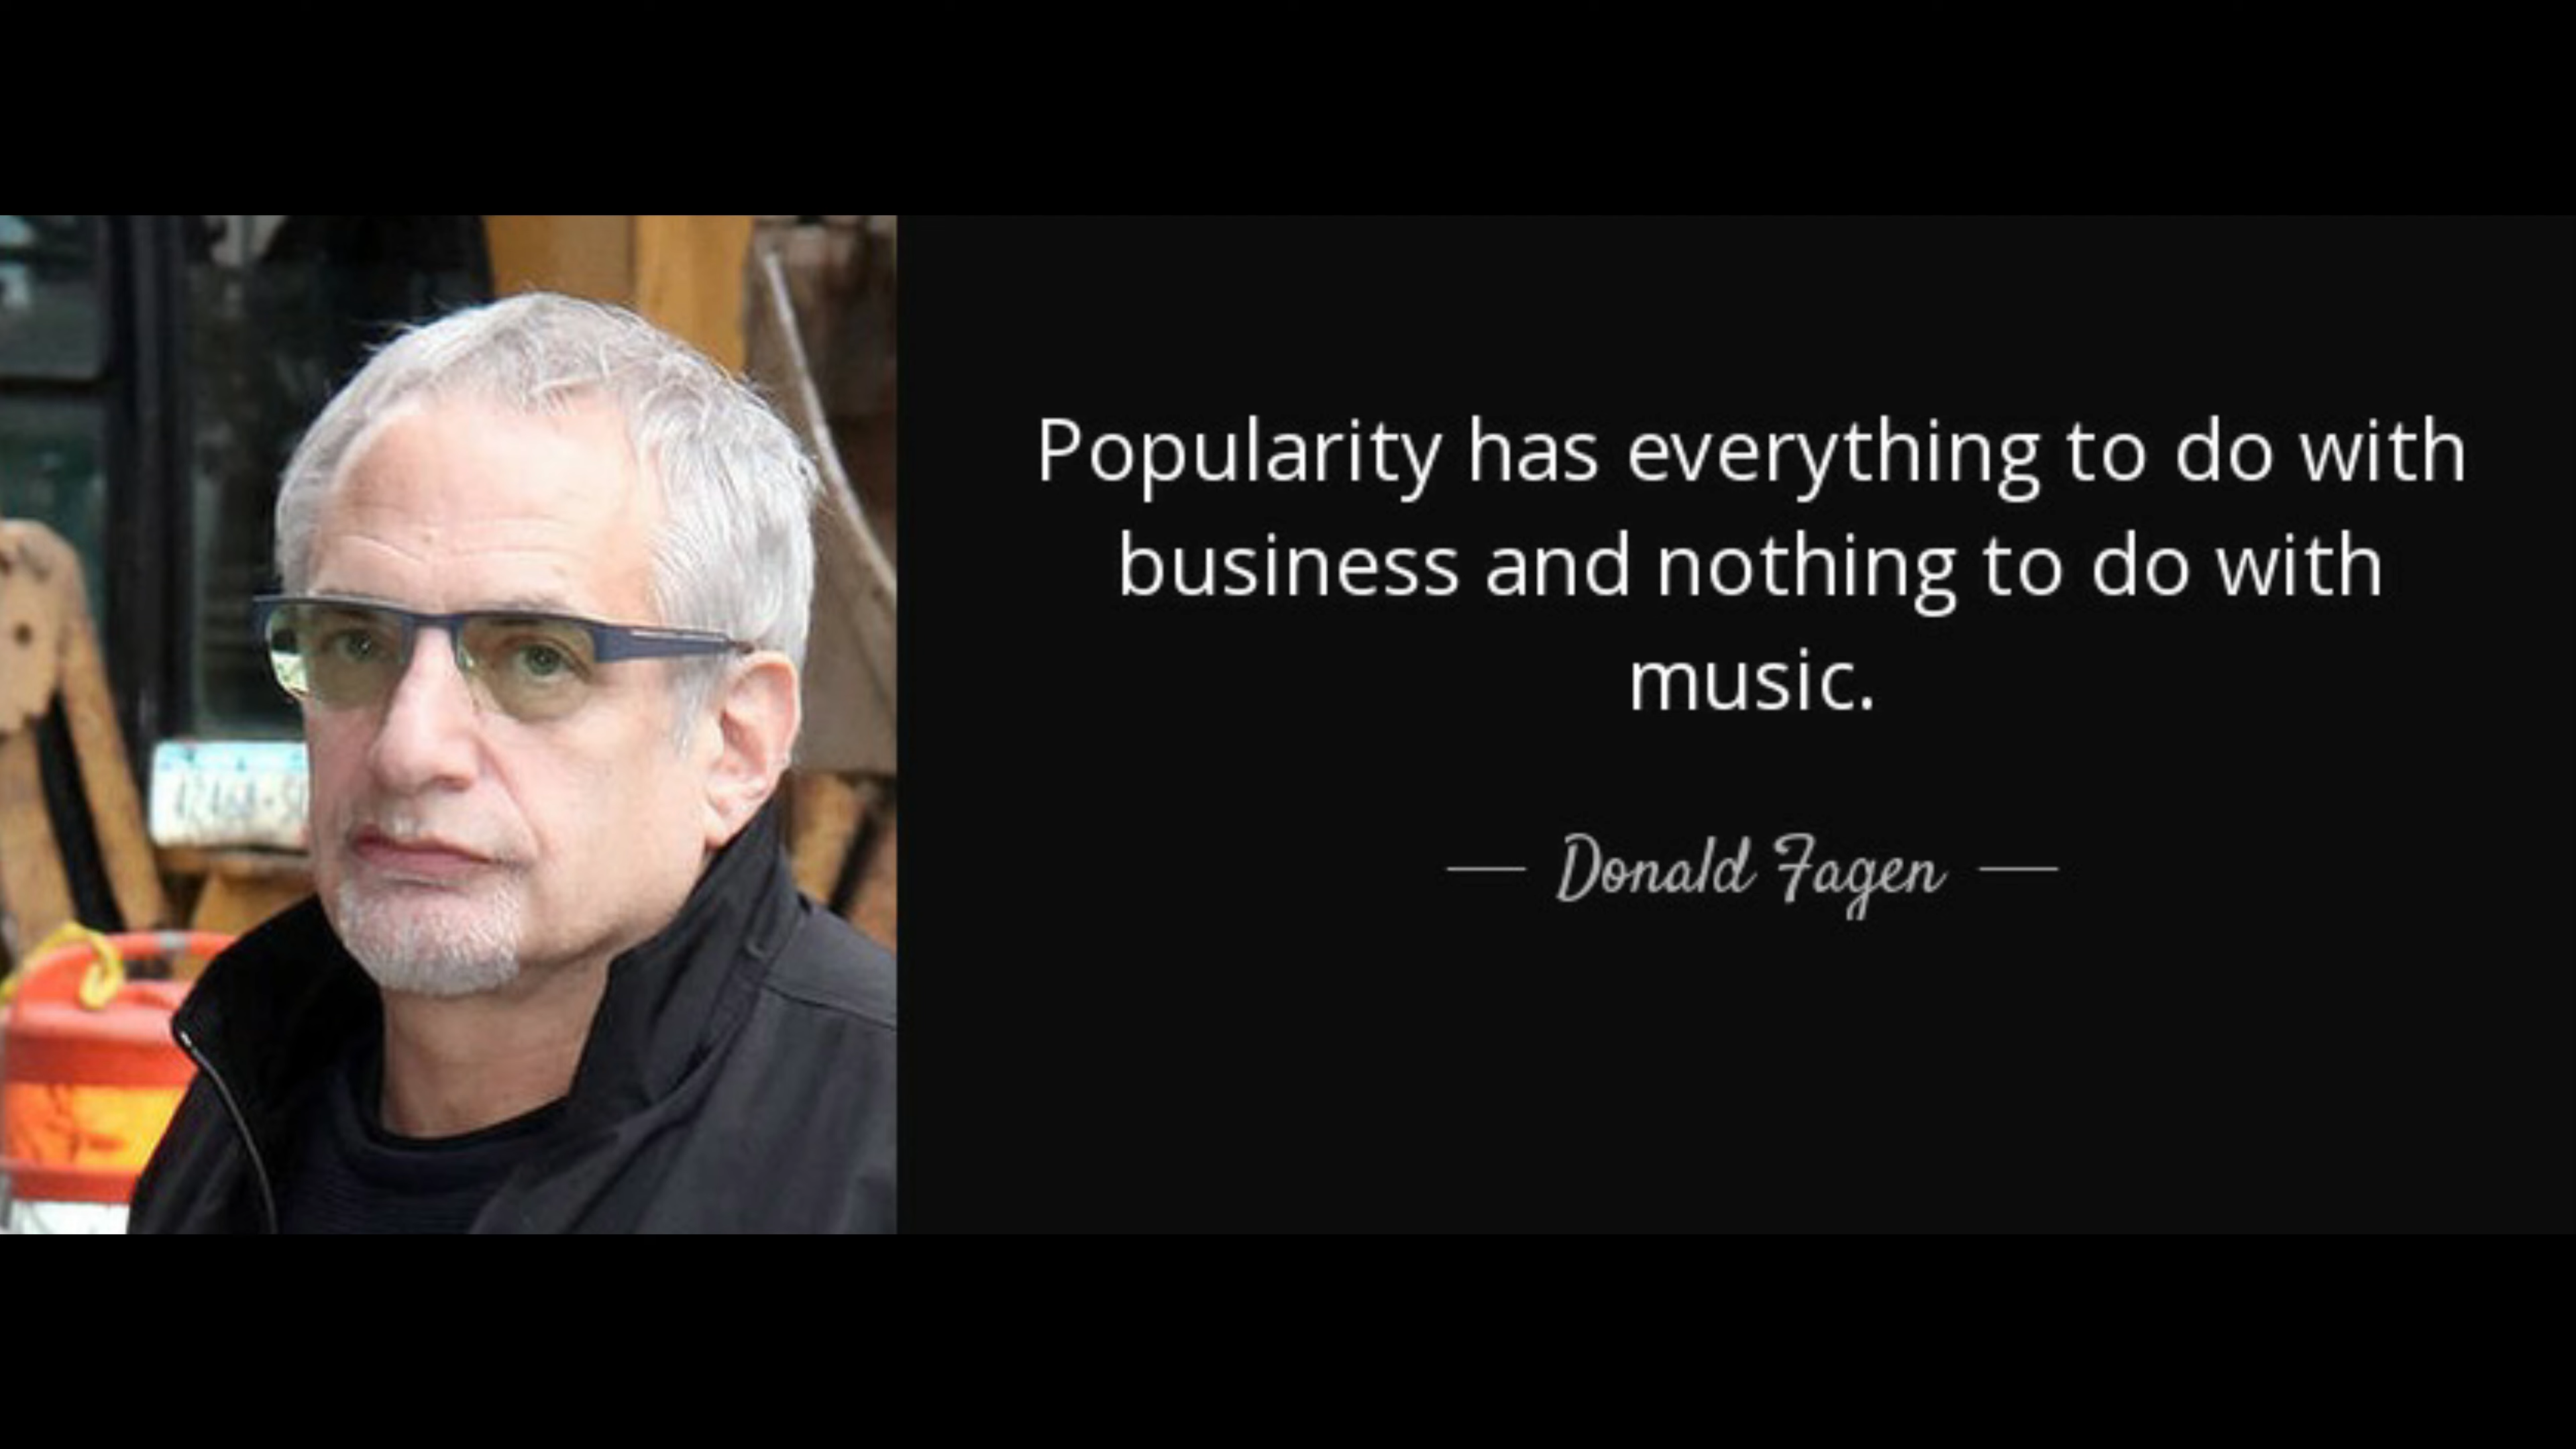 Popularity has everything to do with
business and nothing to do with
music.
— Donald Fagen —